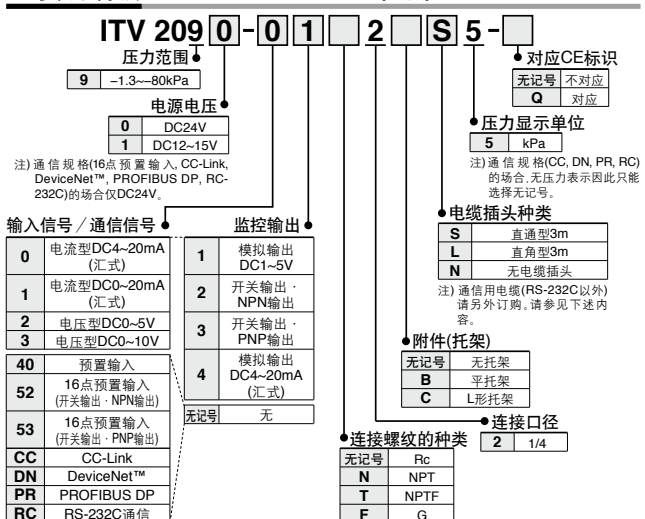 ITV 209 0 - 0 1 2 S 5 -
压力范围
9 –1.3~–80kPa
电源电压
0 DC24V
1 DC12~15V
注)通信规格(16点预置输入, CC-Link,
DeviceNet™, PROFIBUS DP, RC-
232C)的场合仅DC24V。
输入信号／通信信号
0 电流型DC4~20mA
(汇式)
1 电流型DC0~20mA
(汇式)
2 电压型DC0~5V
3 电压型DC0~10V
40 预置输入
52 16点预置输入
(开关输出 · NPN输出)
53 16点预置输入
(开关输出 · PNP输出)
CC CC-Link
DN DeviceNet™
PR PROFIBUS DP
RC RS-232C通信
监控输出
1 模拟输出
DC1~5V
2 开关输出 ·
NPN输出
3 开关输出 ·
PNP输出
4 模拟输出
DC4~20mA
(汇式)
无记号 无
对应CE标识
无记号 不对应
Q 对应
压力显示单位
5 kPa
注)通信规格(CC, DN, PR, RC)
的场合,无压力表示因此只能
选择无记号。
电缆插头种类
S 直通型3m
L 直角型3m
N 无电缆插头
注) 通信用电缆(RS-232C以外)
请另外订购。请参见下述内
容。
附件(托架)
无记号 无托架
B 平托架
C L形托架
连接口径
2 1/4
连接螺纹的种类
无记号 Rc
N NPT
T NPTF
F G